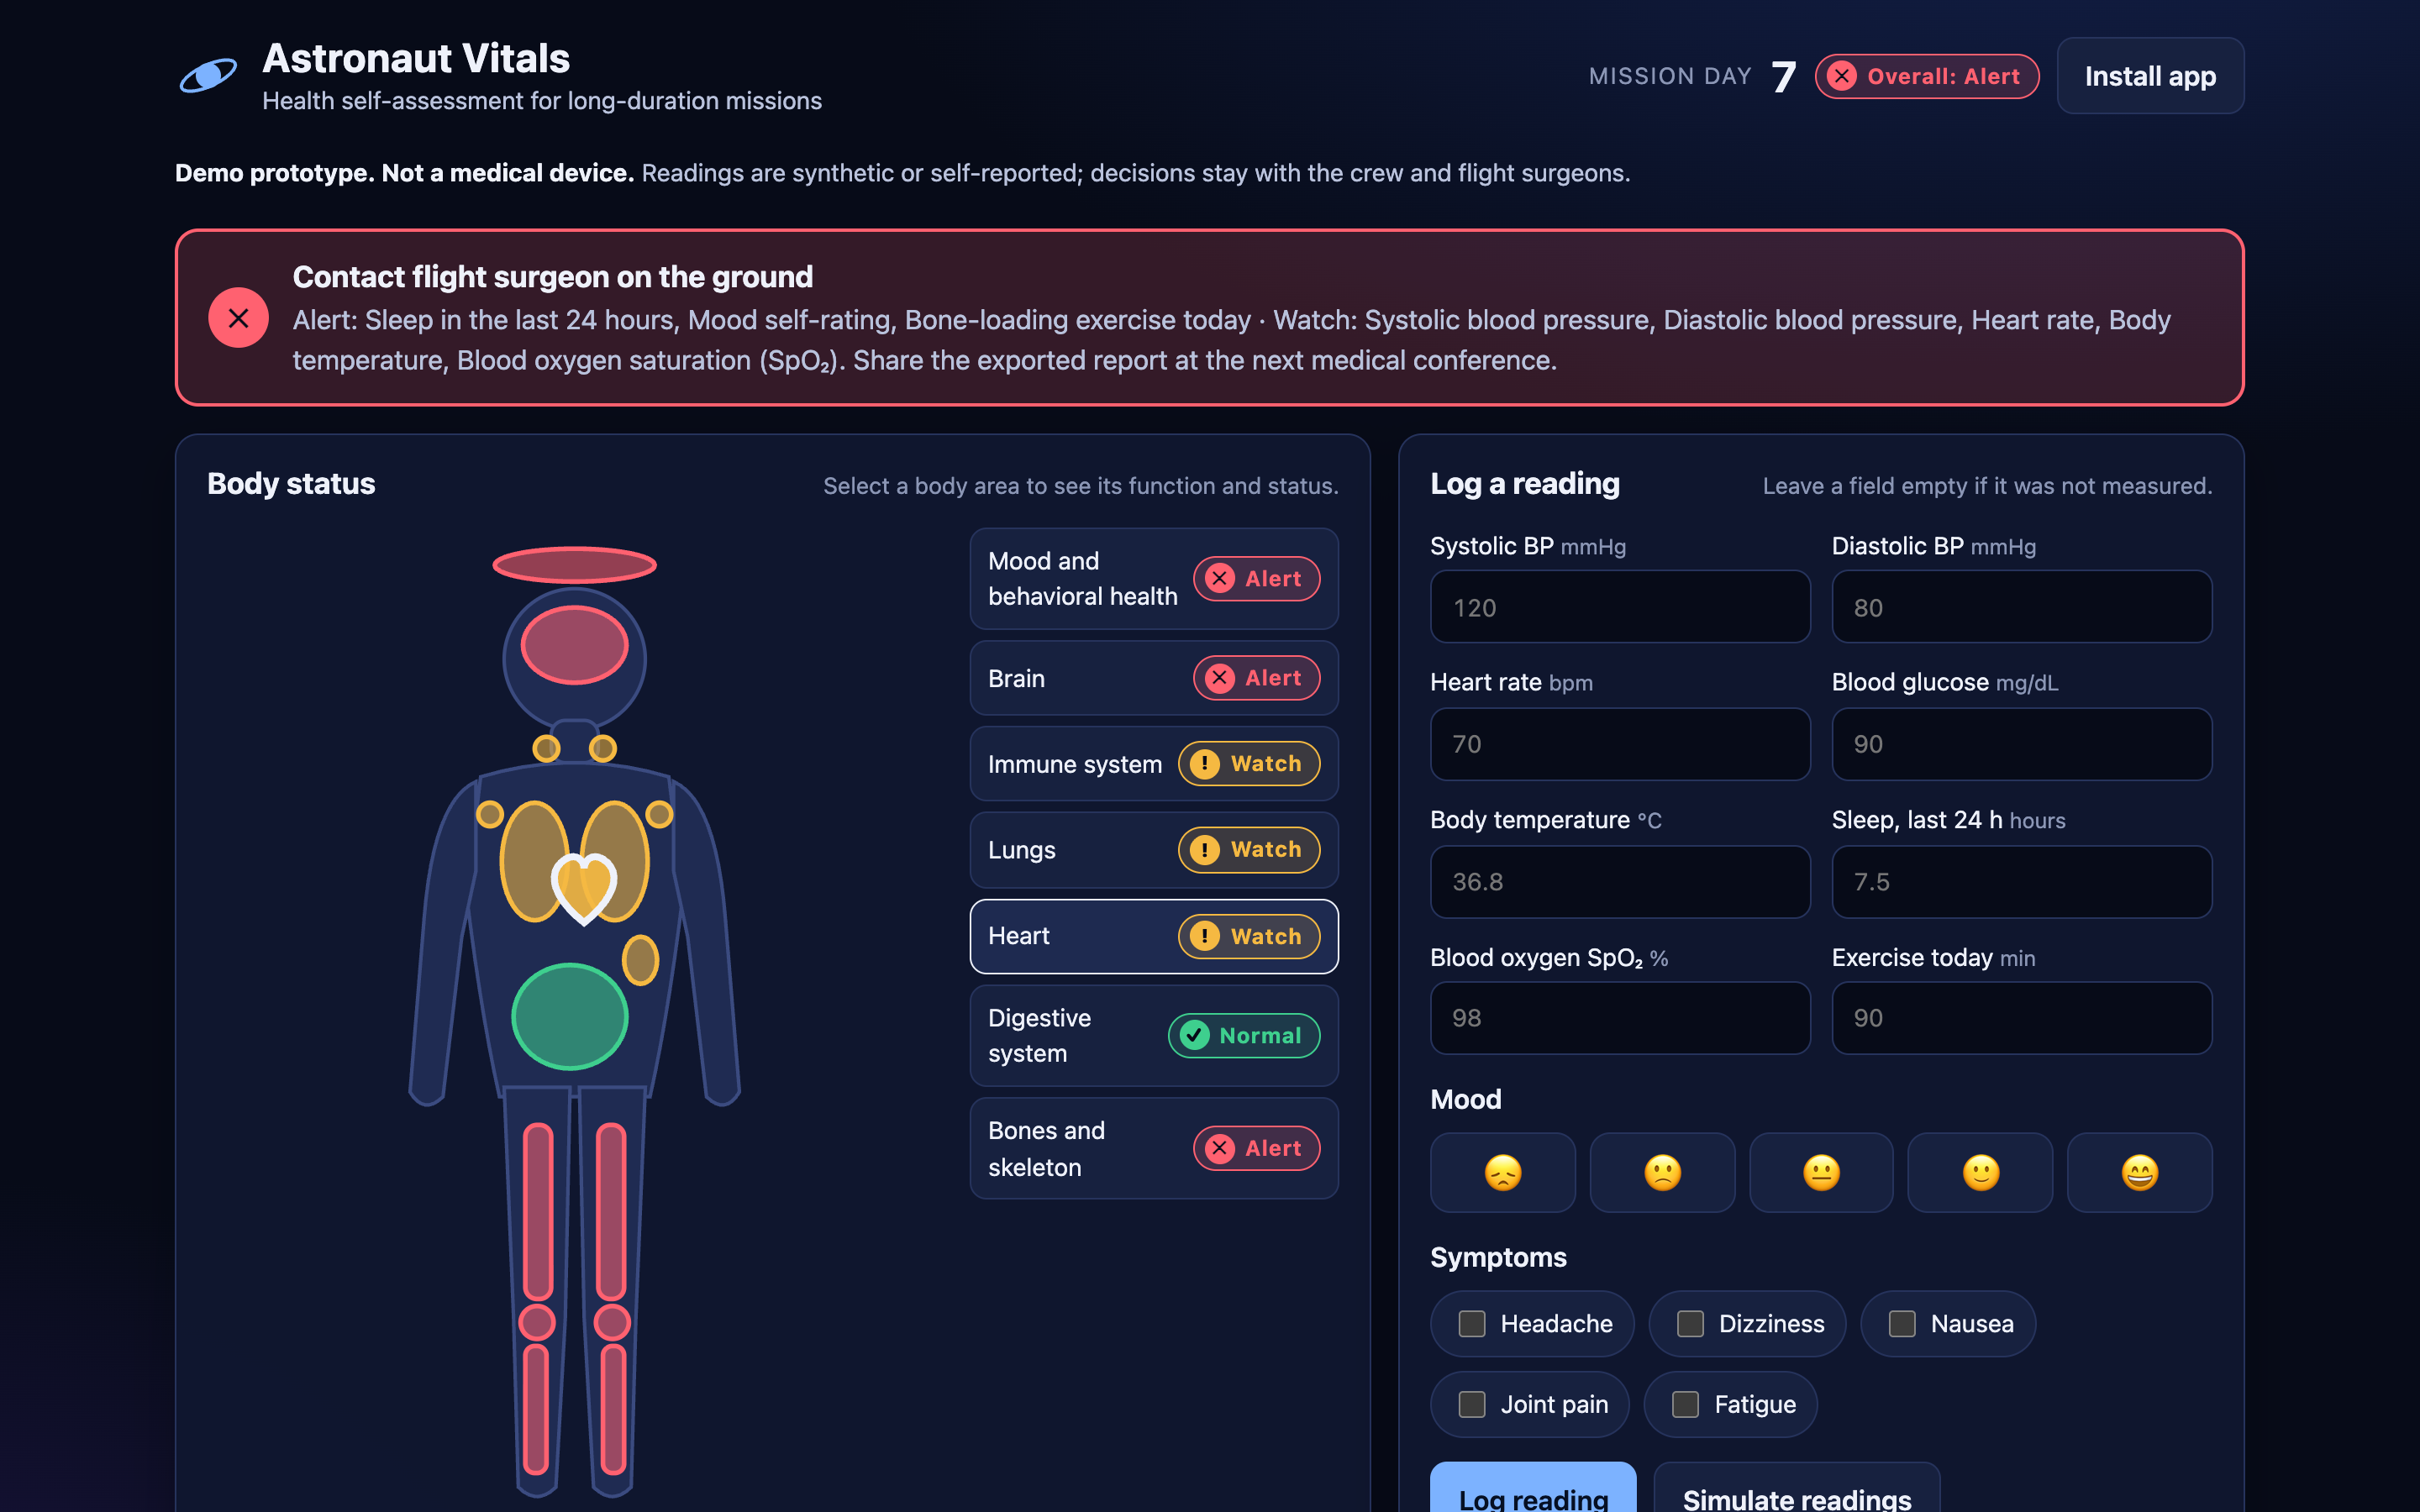 Astronaut Vitals
Health self-assessment for long-duration missions
MISSION DAY 7
Overall: Alert
Install app
Demo prototype. Not a medical device. Readings are synthetic or self-reported; decisions stay with the crew and flight surgeons.
Contact flight surgeon on the ground
Alert: Sleep in the last 24 hours, Mood self-rating, Bone-loading exercise today · Watch: Systolic blood pressure, Diastolic blood pressure, Heart rate, Body
temperature, Blood oxygen saturation (SpO₂). Share the exported report at the next medical conference.
Body status
Select a body area to see its function and status.
Mood and
behavioral health
Alert
Brain
Alert
Immune system
Watch
Lungs
Watch
Heart
Watch
Digestive
system
Normal
Bones and
skeleton
Alert
Log a reading
Leave a field empty if it was not measured.
Systolic BP mmHg
120
Diastolic BP mmHg
80
Heart rate bpm
70
Blood glucose mg/dL
90
Body temperature °C
36.8
Sleep, last 24 h hours
7.5
Blood oxygen SpO₂ %
98
Exercise today min
90
Mood
Symptoms
Headache
Dizziness
Nausea
Joint pain
Fatigue
Log reading
Simulate readings